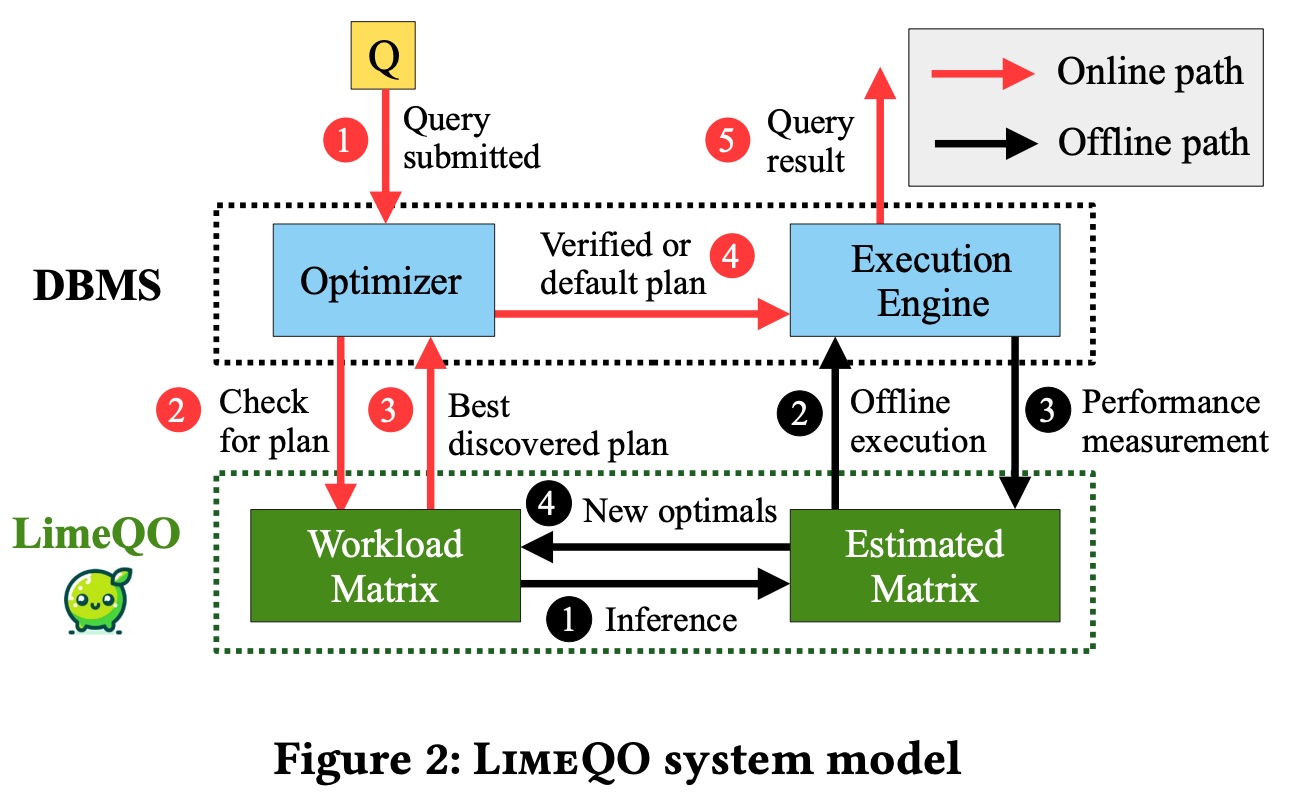 Q
1
Query
submitted
5
Query
result
Online path
Offline path
DBMS
Optimizer
Verified or
default plan
4
Execution
Engine
2
Check
for plan
3
Best
discovered plan
2
Offline
execution
3
Performance
measurement
LimeQO
Workload
Matrix
4
New optimals
1
Inference
Estimated
Matrix
Figure 2: LIMEQO system model